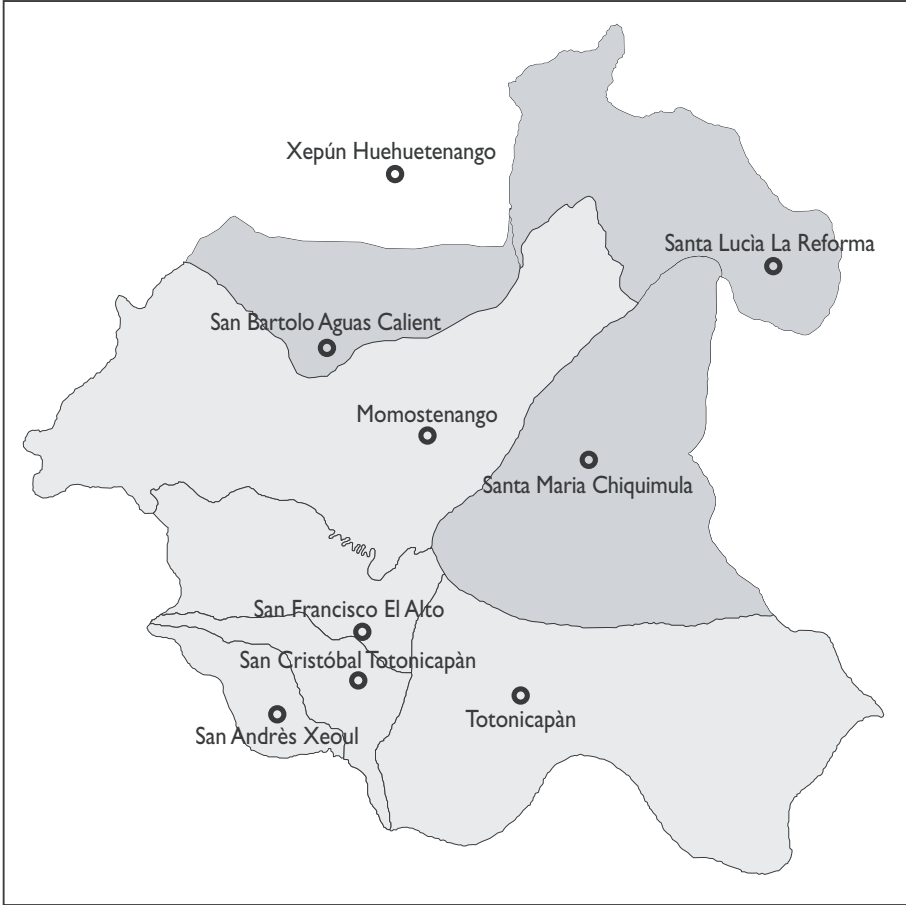 Xepún Huehuetenango
Santa Lucìa La Reforma
San Bartolo Aguas Calient
Momostenango
Santa Maria Chiquimula
San Francisco El Alto
San Cristóbal Totonicapàn
Totonicapàn
San Andrès Xeoul